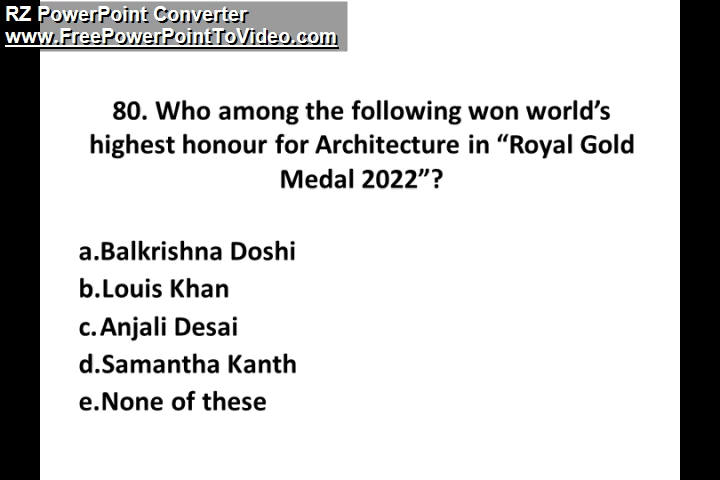 RZ PowerPoint Converter
www.FreePowerPointToVideo.com
80. Who among the following won world’s
highest honour for Architecture in “Royal Gold
Medal 2022”?
a.Balkrishna Doshi
b.Louis Khan
c.Anjali Desai
d.Samantha Kanth
e.None of these